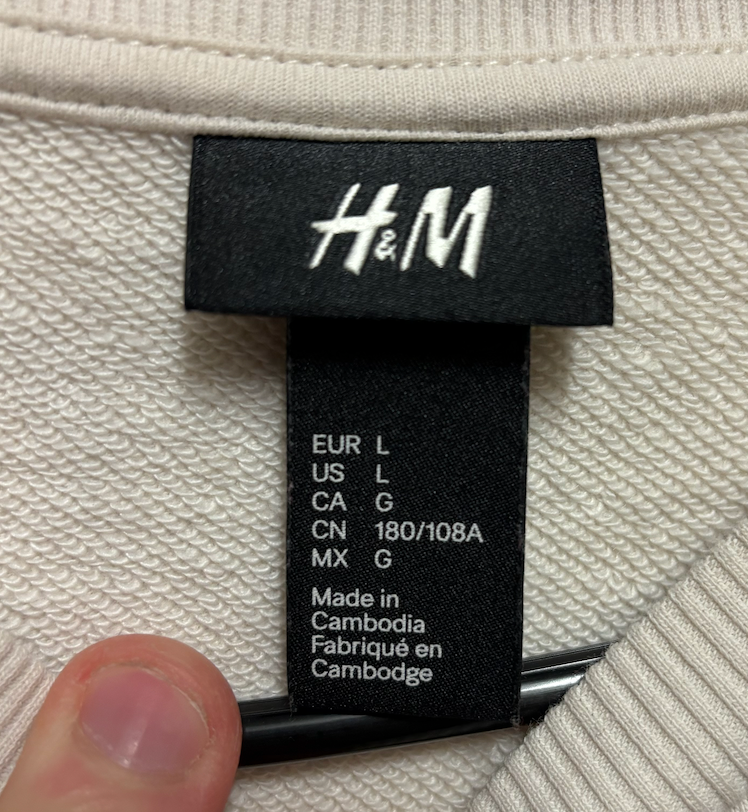 H&M
EUR L
US L
CA G
CN 180/108A
MX G
Made in
Cambodia
Fabriqué en
Cambodge